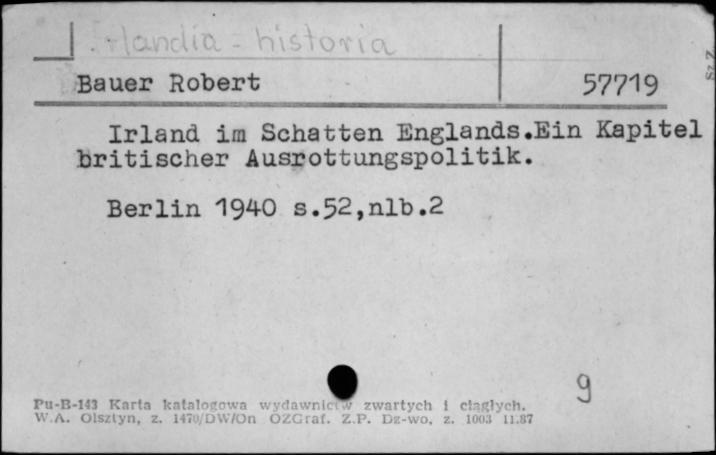 Irlandia - historia
Bauer Robert 57719
Sz Z
Irland im Schatten Englands.Ein Kapitel
britischer Ausrottungspolitik.
Berlin 1940 s.52,nlb.2
9
Pu-B-143 Karta katalogowa wydawnictw zwartych i ciągłych.
W.A. Olsztyn, z. 1470/DW/On OZGraf. Z.P. Dz-wo, z. 1003 11.87